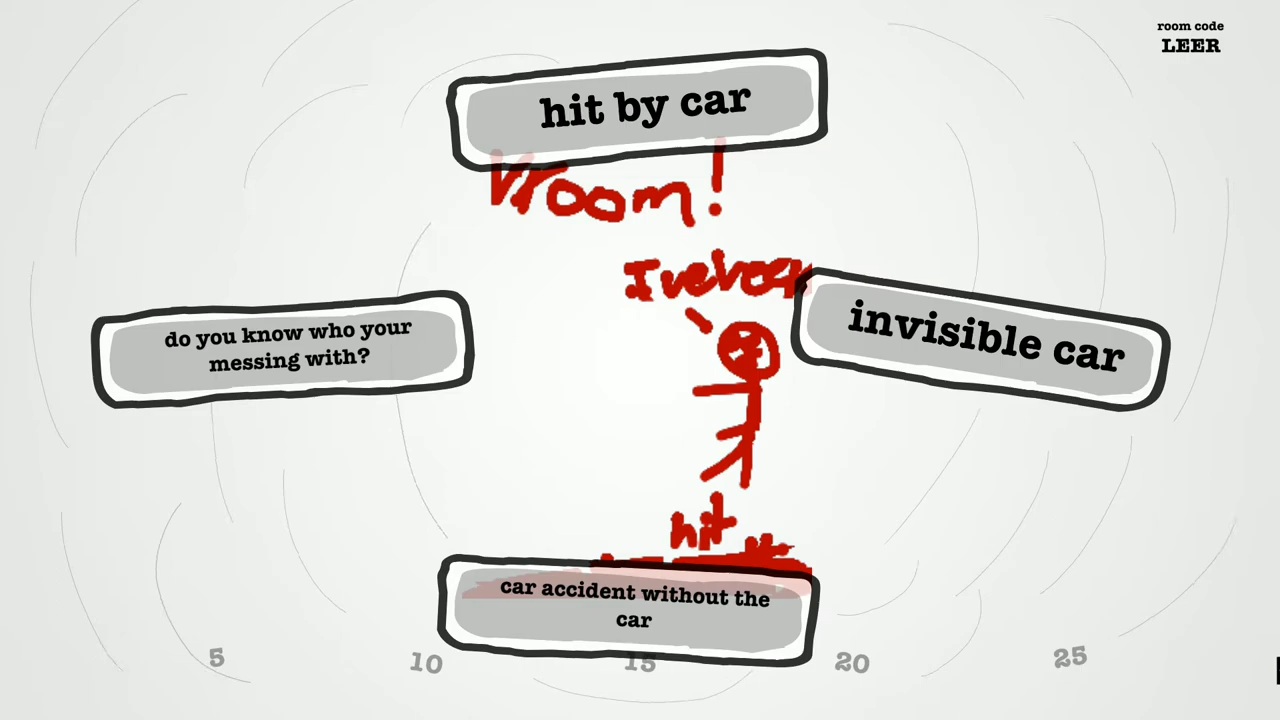 room code
LEER
hit by car
Vroom!
do you know who your
messing with?
invisible car
hit
car accident without the
car
5 10 15 20 25